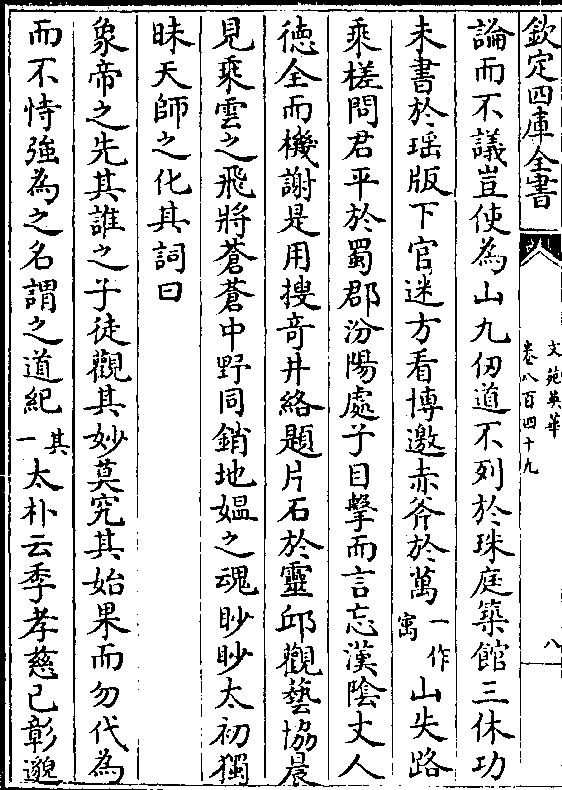 欽定四庫全書
文苑英華
卷八百四十九
八
論而不議豈使為山九仞道不列於珠庭築館三休功
未書於瑶版下官迷方看博邀赤斧於萬一作寓山失路
乘槎問君平於蜀郡汾陽處子目擊而言忘漢陰丈人
徳全而機謝是用搜竒井絡題片石於靈邱觀藝協晨
見乘雲之飛將蒼蒼中野同銷地媪之魂眇眇太初獨
昧天師之化其詞曰
象帝之先其誰之子徒觀其妙莫究其始果而勿代為
而不恃強為之名謂之道紀其一太朴云季孝慈已彰邈